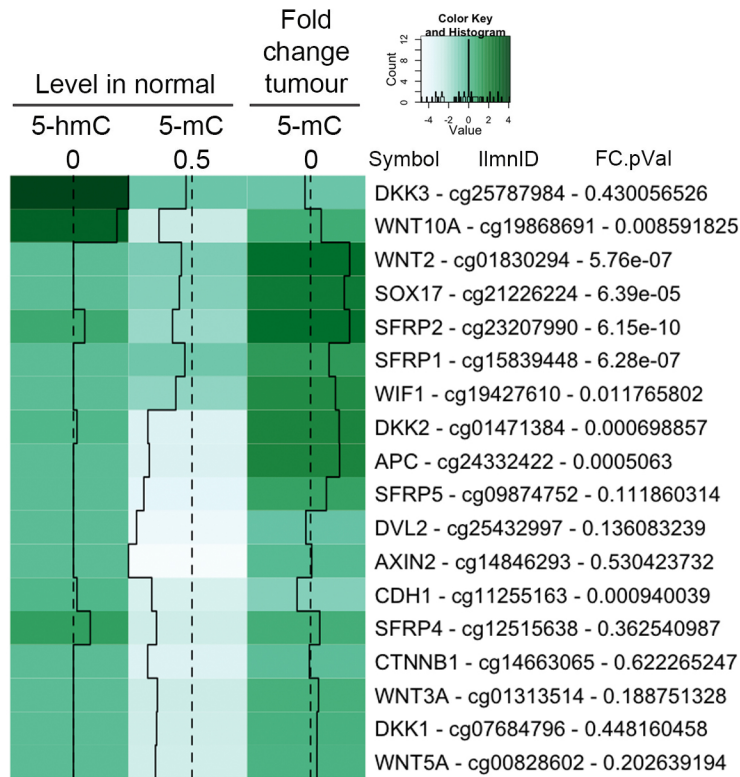 Fold
change
tumour
Level in normal
5-hmC 5-mC 5-mC
0 0.5 0
Color Key
and Histogram
Count
0 4 8 12
-4 -2 0 2 4
Value
Symbol IlmnID FC.pVal
DKK3 - cg25787984 - 0.430056526
WNT10A - cg19868691 - 0.008591825
WNT2 - cg01830294 - 5.76e-07
SOX17 - cg21226224 - 6.39e-05
SFRP2 - cg23207990 - 6.15e-10
SFRP1 - cg15839448 - 6.28e-07
WIF1 - cg19427610 - 0.011765802
DKK2 - cg01471384 - 0.000698857
APC - cg24332422 - 0.0005063
SFRP5 - cg09874752 - 0.111860314
DVL2 - cg25432997 - 0.136083239
AXIN2 - cg14846293 - 0.530423732
CDH1 - cg11255163 - 0.000940039
SFRP4 - cg12515638 - 0.362540987
CTNNB1 - cg14663065 - 0.622265247
WNT3A - cg01313514 - 0.188751328
DKK1 - cg07684796 - 0.448160458
WNT5A - cg00828602 - 0.202639194